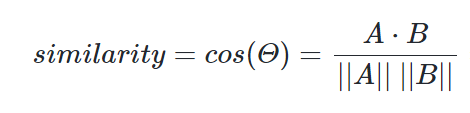 similarity = cos(Θ) = A · B / ||A|| ||B||